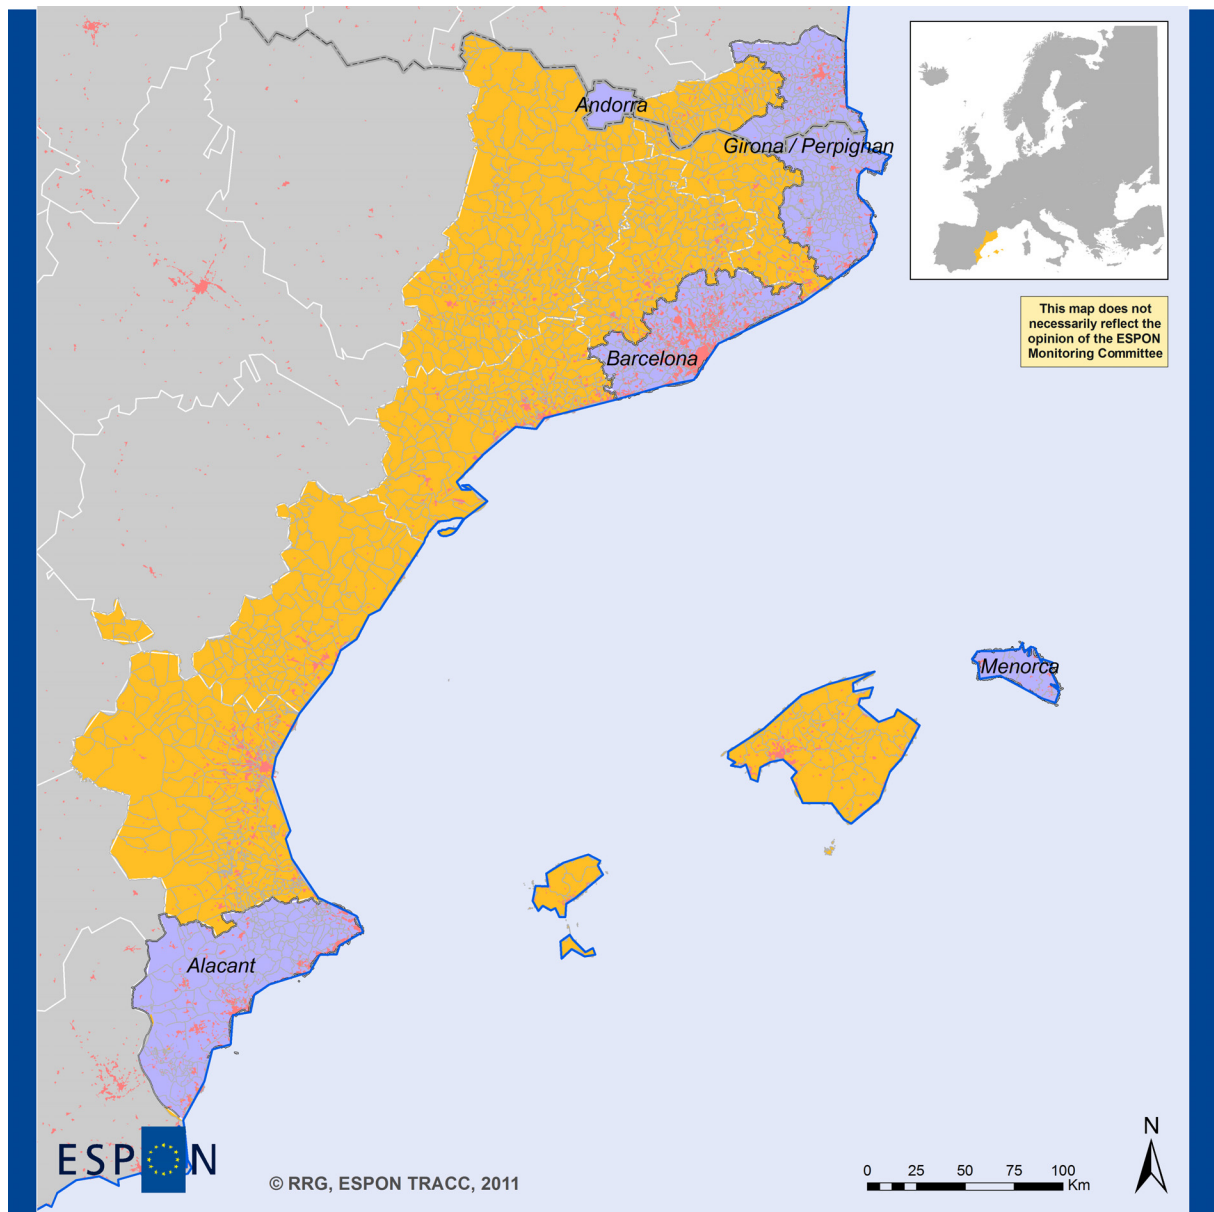 Andorra
Girona / Perpignan
This map does not
necessarily reflect the
opinion of the ESPON
Monitoring Committee
Barcelona
Menorca
Alacant
N
ESPON
© RRG, ESPON TRACC, 2011
0 25 50 75 100
Km